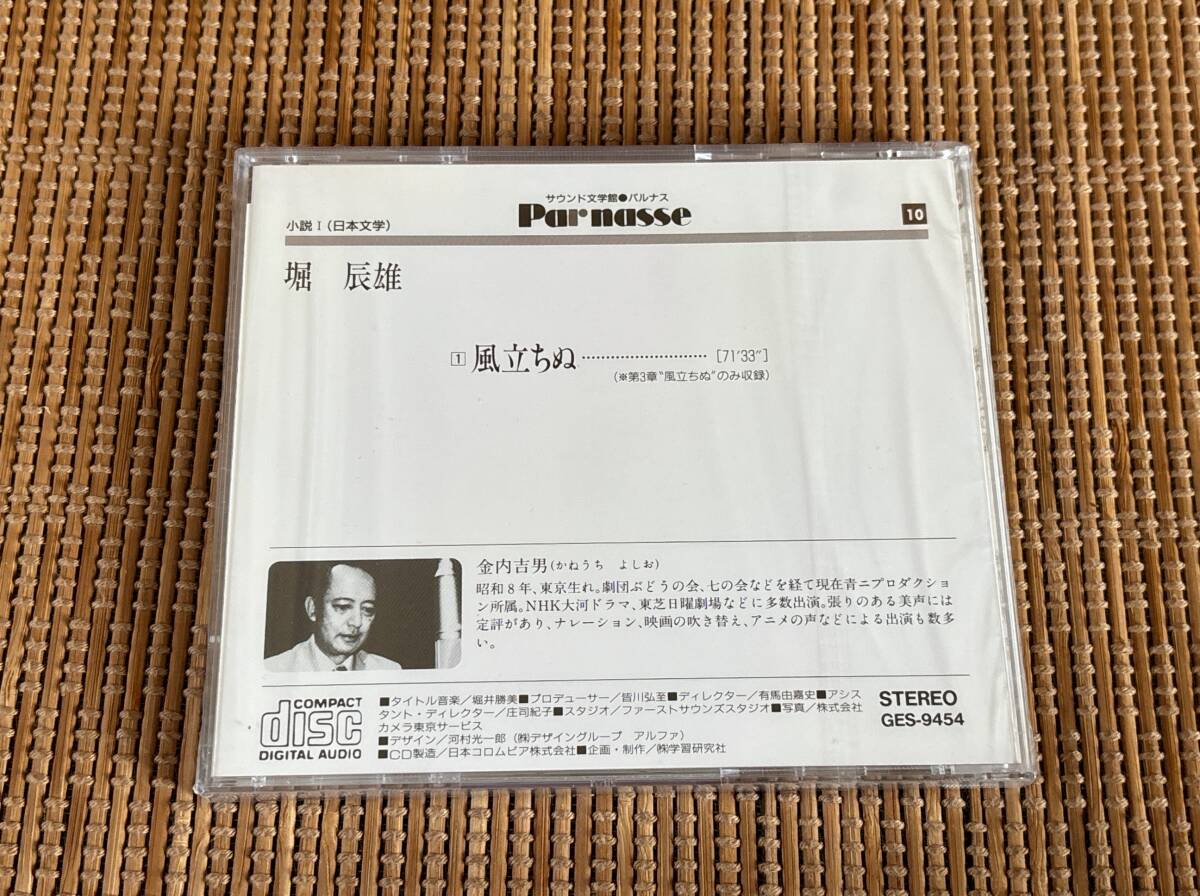 サウンド文学館●パルナス
Parnasse
小説Ⅰ（日本文学）
10
堀　辰雄
1 風立ちぬ………………………［71′33″］
（※第3章“風立ちぬ”のみ収録）
金内吉男（かねうち　よしお）
昭和８年、東京生れ。劇団ぶどうの会、七の会などを経て現在青ニプロダクショ
ン所属。NHK大河ドラマ、東芝日曜劇場などに多数出演。張りのある美声には
定評があり、ナレーション、映画の吹き替え、アニメの声などによる出演も数多
い。
COMPACT
disc
DIGITAL AUDIO
■タイトル音楽／堀井勝美■プロデューサー／皆川弘至■ディレクター／有馬由嘉史■アシス
タント・ディレクター／庄司紀子■スタジオ／ファーストサウンズスタジオ■写真／株式会社
カメラ東京サービス
■デザイン／河村光一郎（㈱デザイングループ　アルファ）
■CD製造／日本コロムビア株式会社■企画・制作／㈱学習研究社
STEREO
GES-9454